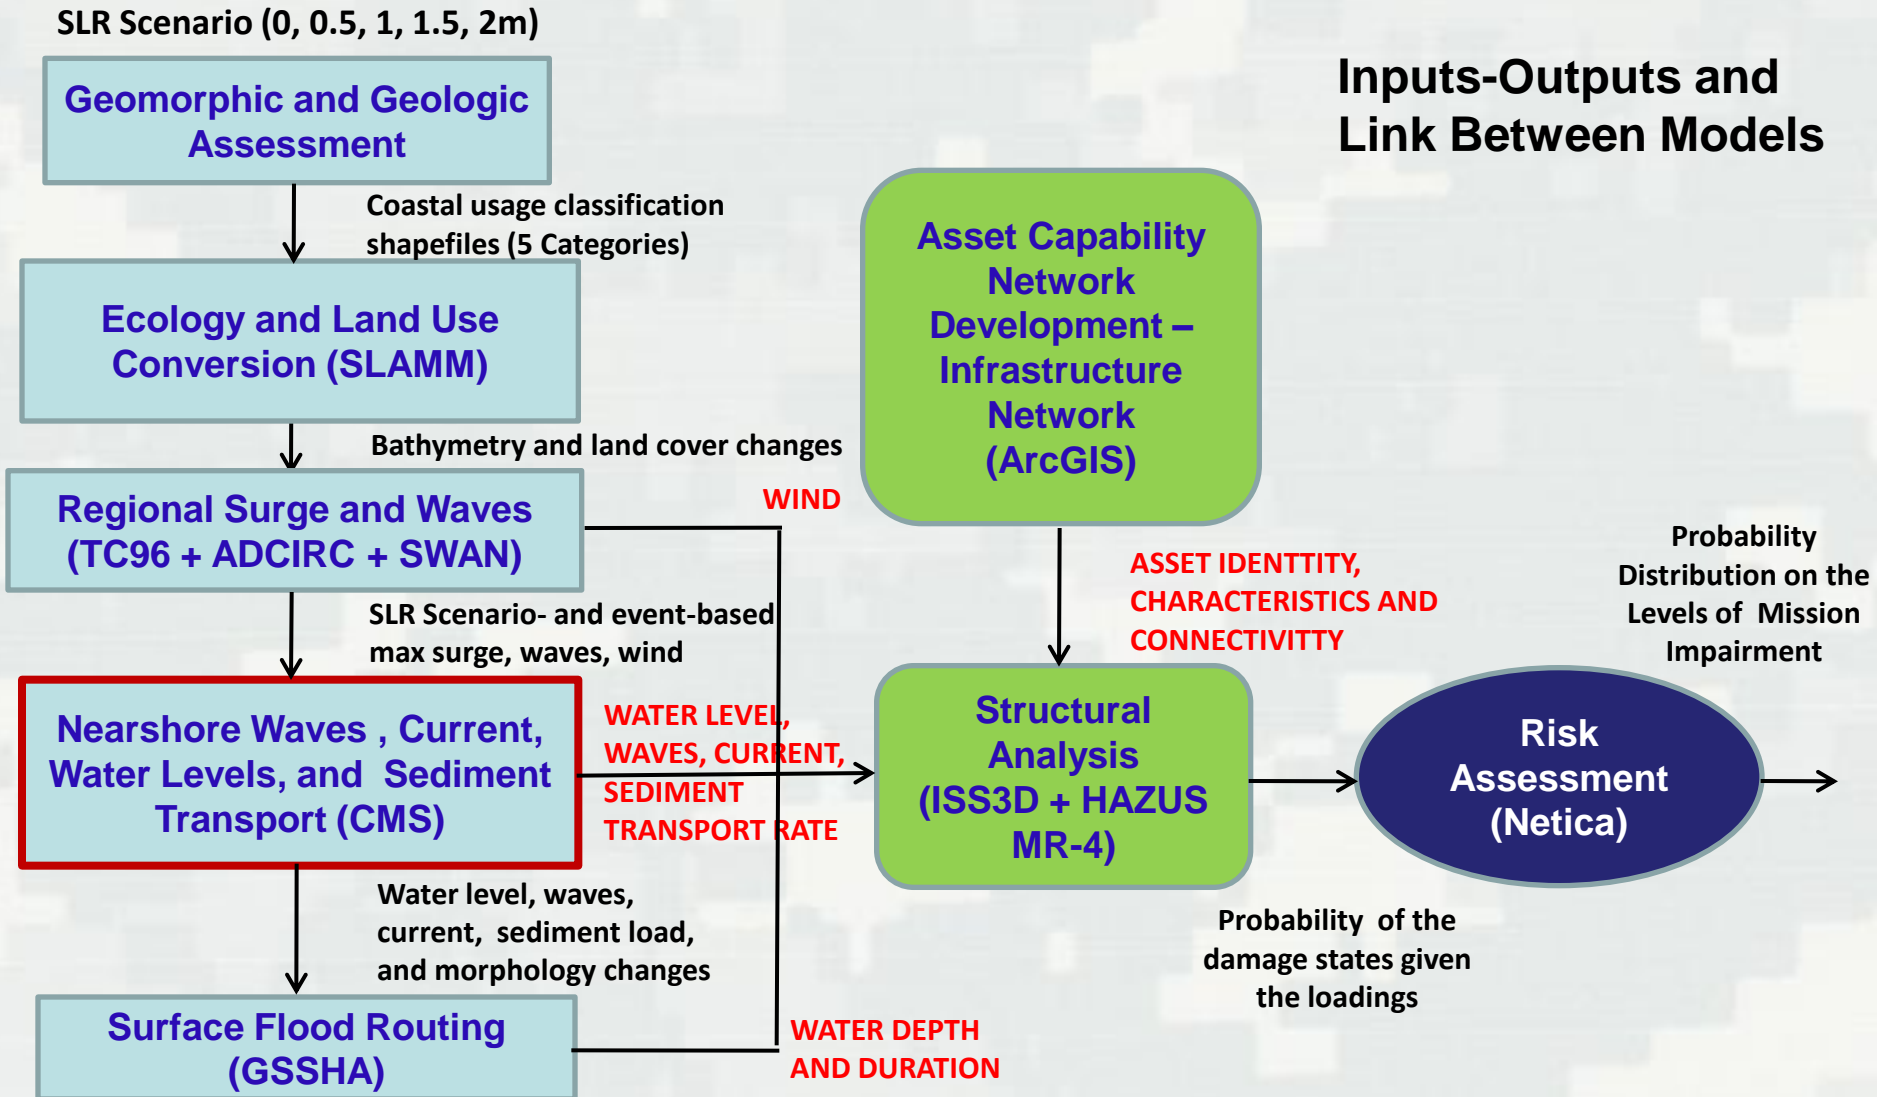 SLR Scenario (0, 0.5, 1, 1.5, 2m)
Inputs-Outputs and
Link Between Models
Geomorphic and Geologic
Assessment
Coastal usage classification
shapefiles (5 Categories)
Ecology and Land Use
Conversion (SLAMM)
Bathymetry and land cover changes
Regional Surge and Waves
(TC96 + ADCIRC + SWAN)
WIND
SLR Scenario- and event-based
max surge, waves, wind
Nearshore Waves , Current,
Water Levels, and Sediment
Transport (CMS)
WATER LEVEL,
WAVES, CURRENT,
SEDIMENT
TRANSPORT RATE
Water level, waves,
current, sediment load,
and morphology changes
Surface Flood Routing
(GSSHA)
WATER DEPTH
AND DURATION
Asset Capability
Network
Development –
Infrastructure
Network
(ArcGIS)
ASSET IDENTTITY,
CHARACTERISTICS AND
CONNECTIVITTY
Structural
Analysis
(ISS3D + HAZUS
MR-4)
Probability of the
damage states given
the loadings
Risk
Assessment
(Netica)
Probability
Distribution on the
Levels of Mission
Impairment